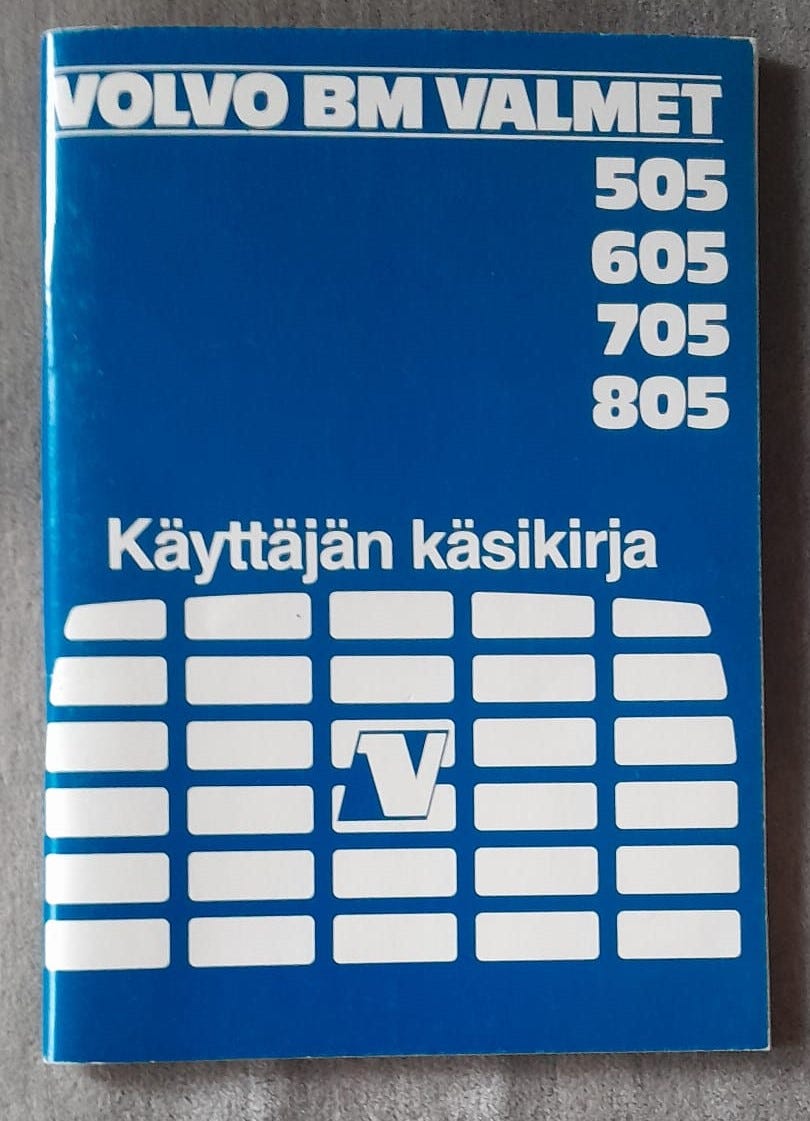 VOLVO BM VALMET
505
605
705
805
Käyttäjän käsikirja
V